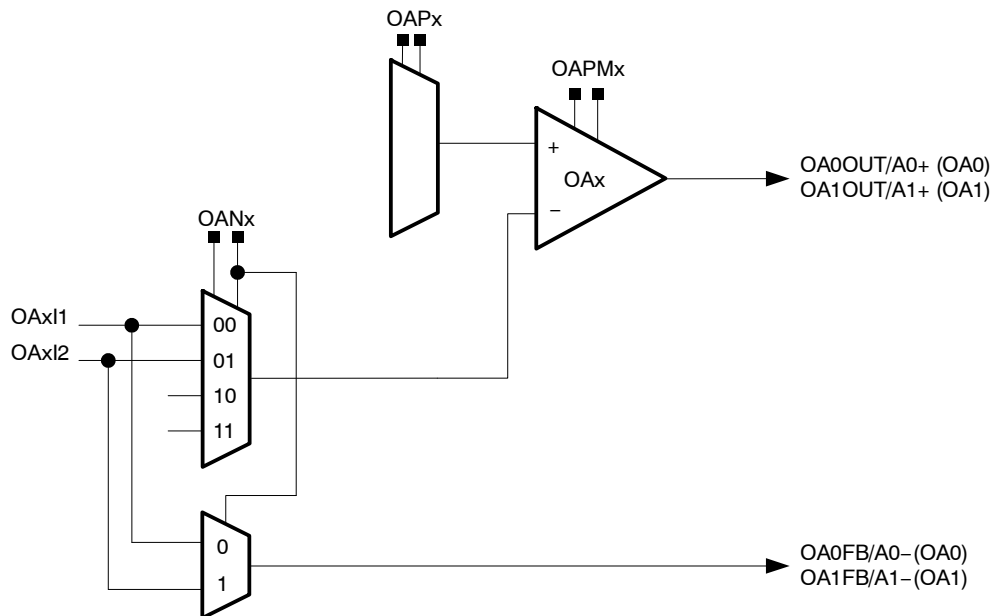 OAPx
OAPMx
+
OAx
−
OA0OUT/A0+ (OA0)
OA1OUT/A1+ (OA1)
OANx
OAxI1
OAxI2
00
01
10
11
0
1
OA0FB/A0−(OA0)
OA1FB/A1−(OA1)